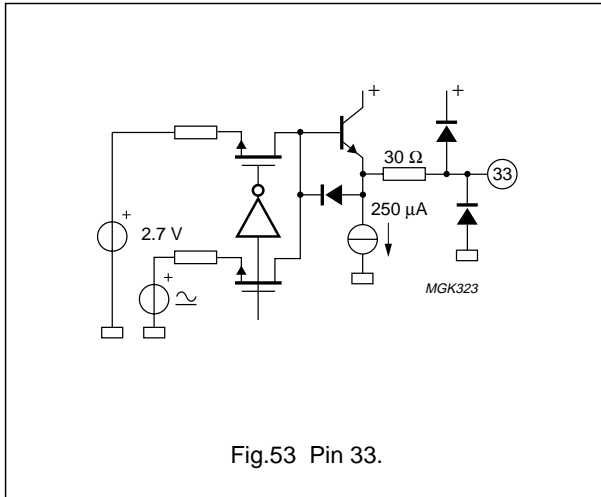 +
+
30 Ω
33
+
2.7 V
250 µA
+
MGK323
Fig.53 Pin 33.